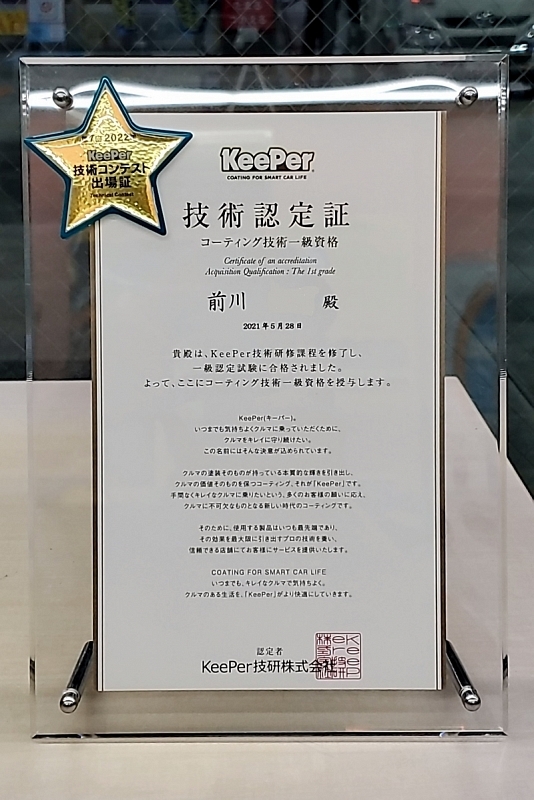 2022年
KeePer
技術コンテスト
出場証
KeePer
COATING FOR SMART CAR LIFE
技術認定証
コーティング技術一級資格
Certificate of an accreditation
Acquisition Qualification : The 1st grade
前川 殿
2021年5月28日
貴殿は、KeePer技術研修課程を修了し、
一級認定試験に合格されました。
よって、ここにコーティング技術一級資格を授与します。
KeePer(キーパー)。
いつまでも気持ちよくクルマに乗っていただくために、
クルマをキレイに守り続けたい。
この名前にはそんな決意が込められています。
クルマの塗装そのものが持っている本質的な輝きを引き出し、
クルマの価値そのものを保つコーティング、それが「KeePer」です。
手間なくキレイなクルマに乗りたいという、多くのお客様の願いに応え、
クルマに不可欠なものとなる新しい時代のコーティングです。
そのために、使用する製品はいつも最先端であり、
その効果を最大限に引き出すプロの技術を養い、
信頼できる店舗にてお客様にサービスを提供いたします。
COATING FOR SMART CAR LIFE
いつまでも、キレイなクルマで気持ちよく。
クルマのある生活を、「KeePer」がより快適にしていきます。
認定者
KeePer技研株式会社